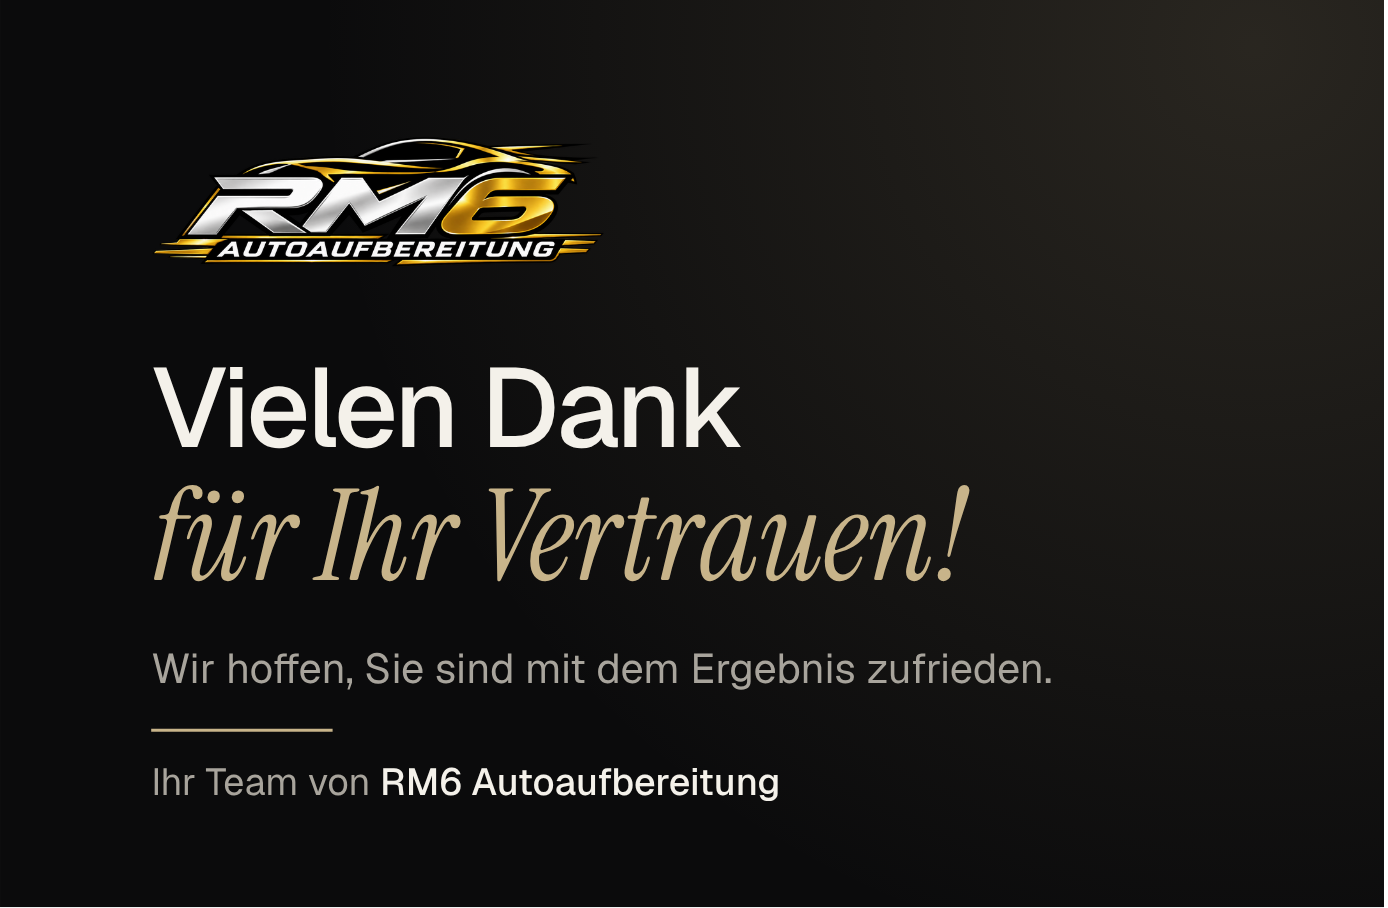 RM6
AUTOAUFBEREITUNG
Vielen Dank
für Ihr Vertrauen!
Wir hoffen, Sie sind mit dem Ergebnis zufrieden.
Ihr Team von RM6 Autoaufbereitung